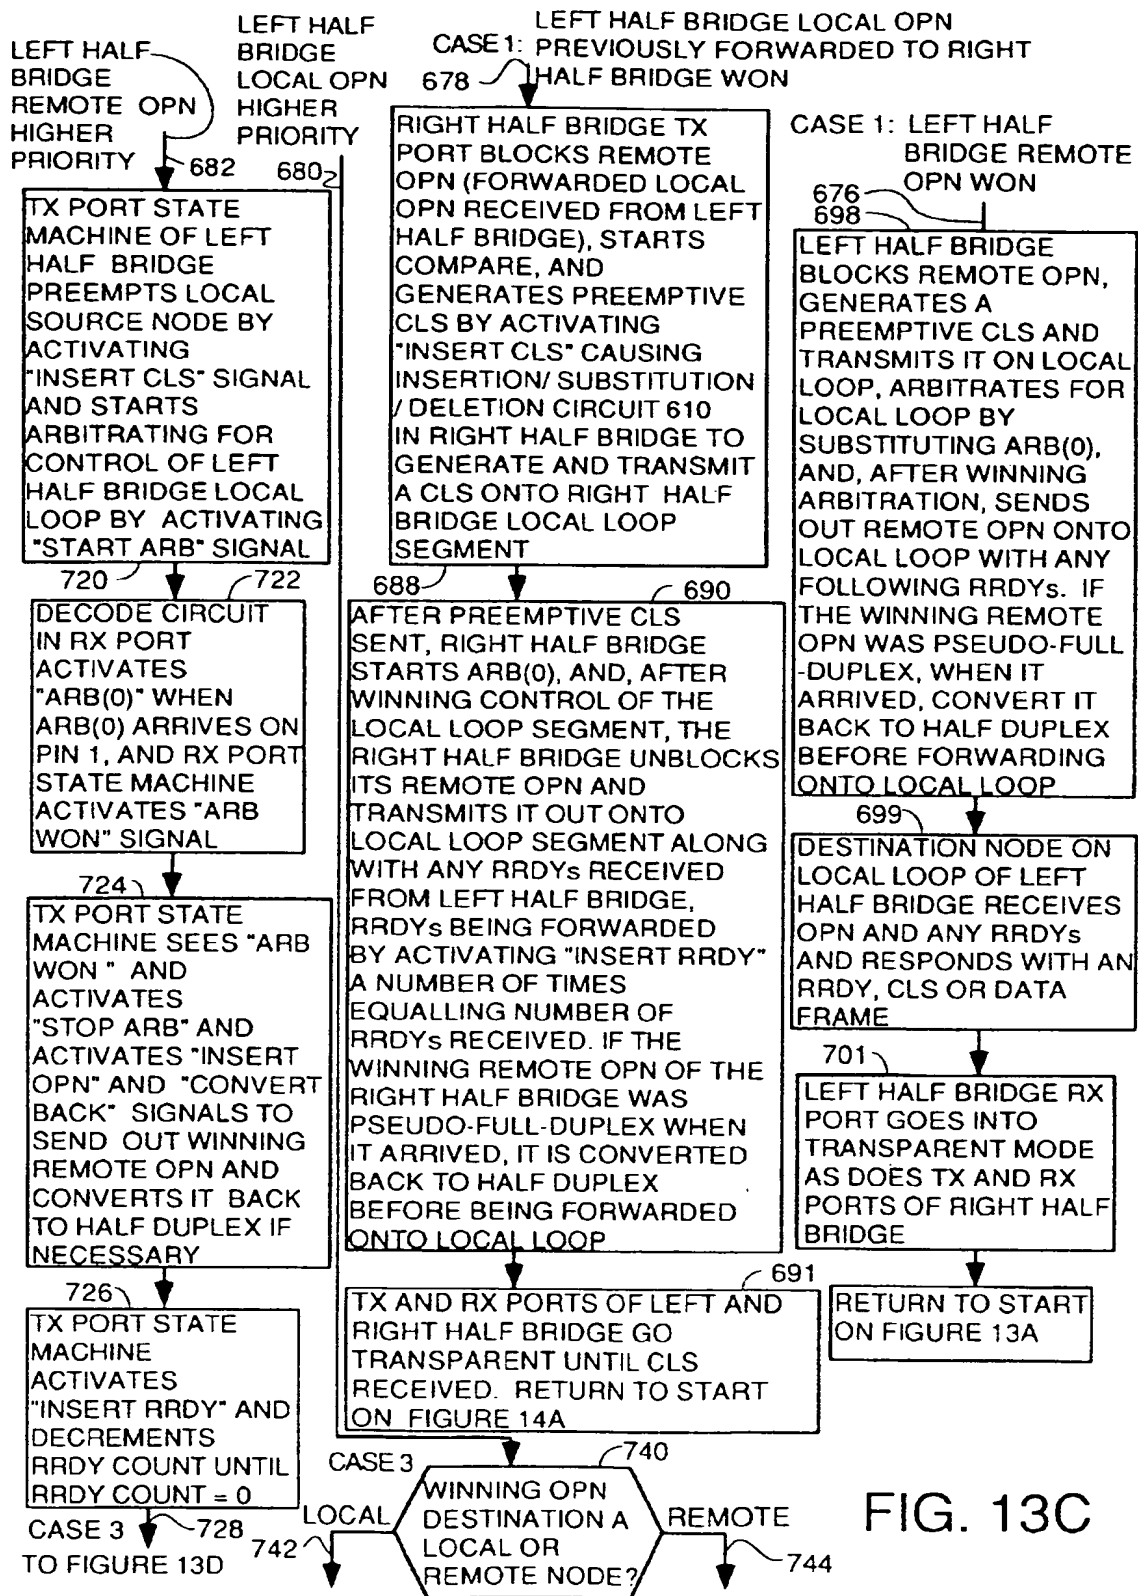 LEFT HALF
BRIDGE
REMOTE OPN
HIGHER
PRIORITY
682
TX PORT STATE
MACHINE OF LEFT
HALF BRIDGE
PREEMPTS LOCAL
SOURCE NODE BY
ACTIVATING
"INSERT CLS" SIGNAL
AND STARTS
ARBITRATING FOR
CONTROL OF LEFT
HALF BRIDGE LOCAL
LOOP BY ACTIVATING
"START ARB" SIGNAL
720
722
DECODE CIRCUIT
IN RX PORT
ACTIVATES
"ARB(0)" WHEN
ARB(0) ARRIVES ON
PIN 1, AND RX PORT
STATE MACHINE
ACTIVATES "ARB
WON" SIGNAL
724
TX PORT STATE
MACHINE SEES "ARB
WON " AND
ACTIVATES
"STOP ARB" AND
ACTIVATES "INSERT
OPN" AND "CONVERT
BACK" SIGNALS TO
SEND OUT WINNING
REMOTE OPN AND
CONVERTS IT BACK
TO HALF DUPLEX IF
NECESSARY
726
TX PORT STATE
MACHINE
ACTIVATES
"INSERT RRDY" AND
DECREMENTS
RRDY COUNT UNTIL
RRDY COUNT = 0
CASE 3
728
TO FIGURE 13D
LEFT HALF
BRIDGE
LOCAL OPN
HIGHER
PRIORITY
680
LEFT HALF BRIDGE LOCAL OPN
CASE 1: PREVIOUSLY FORWARDED TO RIGHT
678 HALF BRIDGE WON
RIGHT HALF BRIDGE TX
PORT BLOCKS REMOTE
OPN (FORWARDED LOCAL
OPN RECEIVED FROM LEFT
HALF BRIDGE), STARTS
COMPARE, AND
GENERATES PREEMPTIVE
CLS BY ACTIVATING
"INSERT CLS" CAUSING
INSERTION/ SUBSTITUTION
/ DELETION CIRCUIT 610
IN RIGHT HALF BRIDGE TO
GENERATE AND TRANSMIT
A CLS ONTO RIGHT HALF
BRIDGE LOCAL LOOP
SEGMENT
688
690
AFTER PREEMPTIVE CLS
SENT, RIGHT HALF BRIDGE
STARTS ARB(0), AND, AFTER
WINNING CONTROL OF THE
LOCAL LOOP SEGMENT, THE
RIGHT HALF BRIDGE UNBLOCKS
ITS REMOTE OPN AND
TRANSMITS IT OUT ONTO
LOCAL LOOP SEGMENT ALONG
WITH ANY RRDYs RECEIVED
FROM LEFT HALF BRIDGE,
RRDYs BEING FORWARDED
BY ACTIVATING "INSERT RRDY"
A NUMBER OF TIMES
EQUALLING NUMBER OF
RRDYs RECEIVED. IF THE
WINNING REMOTE OPN OF THE
RIGHT HALF BRIDGE WAS
PSEUDO-FULL-DUPLEX WHEN
IT ARRIVED, IT IS CONVERTED
BACK TO HALF DUPLEX
BEFORE BEING FORWARDED
ONTO LOCAL LOOP
691
TX AND RX PORTS OF LEFT AND
RIGHT HALF BRIDGE GO
TRANSPARENT UNTIL CLS
RECEIVED. RETURN TO START
ON FIGURE 14A
CASE 3
740
WINNING OPN
DESTINATION A
LOCAL OR
REMOTE NODE?
LOCAL
742
REMOTE
744
CASE 1: LEFT HALF
BRIDGE REMOTE
OPN WON
676
698
LEFT HALF BRIDGE
BLOCKS REMOTE OPN,
GENERATES A
PREEMPTIVE CLS AND
TRANSMITS IT ON LOCAL
LOOP, ARBITRATES FOR
LOCAL LOOP BY
SUBSTITUTING ARB(0),
AND, AFTER WINNING
ARBITRATION, SENDS
OUT REMOTE OPN ONTO
LOCAL LOOP WITH ANY
FOLLOWING RRDYs. IF
THE WINNING REMOTE
OPN WAS PSEUDO-FULL
-DUPLEX, WHEN IT
ARRIVED, CONVERT IT
BACK TO HALF DUPLEX
BEFORE FORWARDING
ONTO LOCAL LOOP
699
DESTINATION NODE ON
LOCAL LOOP OF LEFT
HALF BRIDGE RECEIVES
OPN AND ANY RRDYs
AND RESPONDS WITH AN
RRDY, CLS OR DATA
FRAME
701
LEFT HALF BRIDGE RX
PORT GOES INTO
TRANSPARENT MODE
AS DOES TX AND RX
PORTS OF RIGHT HALF
BRIDGE
RETURN TO START
ON FIGURE 13A
FIG. 13C